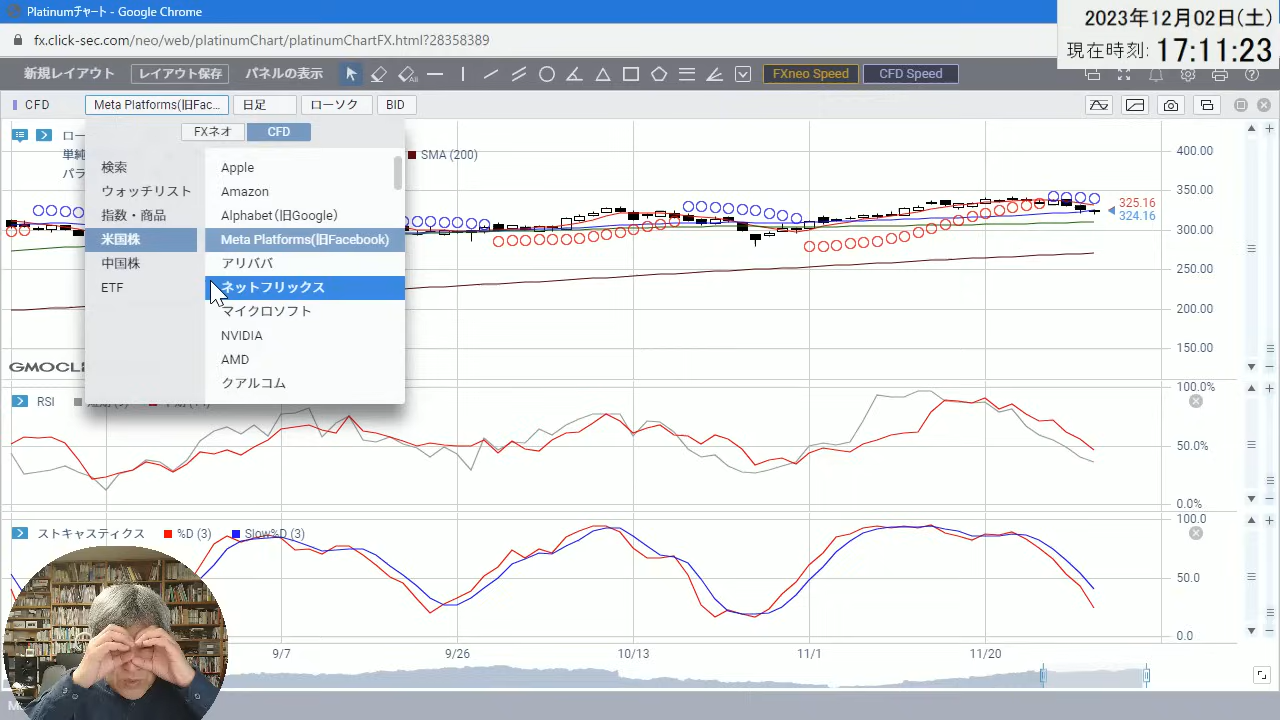 Platinumチャート - Google Chrome
2023年12月02日(土)
現在時刻: 17:11:23
fx.click-sec.com/neo/web/platinumChart/platinumChartFX.html?28358389
新規レイアウト レイアウト保存 パネルの表示 All FXneo Speed CFD Speed
CFD Meta Platforms(旧Fac... 日足 ローソク BID
FXネオ CFD
ロー
単純
パラ
SMA (200)
検索
ウォッチリスト
指数・商品
米国株
中国株
ETF
Apple
Amazon
Alphabet(旧Google)
Meta Platforms(旧Facebook)
アリババ
ネットフリックス
マイクロソフト
NVIDIA
AMD
クアルコム
400.00
350.00
325.16
324.16
300.00
250.00
200.00
150.00
GMOCL
RSI
100.0%
50.0%
0.0%
ストキャスティクス %D (3) Slow%D (3)
100.0
50.0
0.0
9/7 9/26 10/13 11/1 11/20